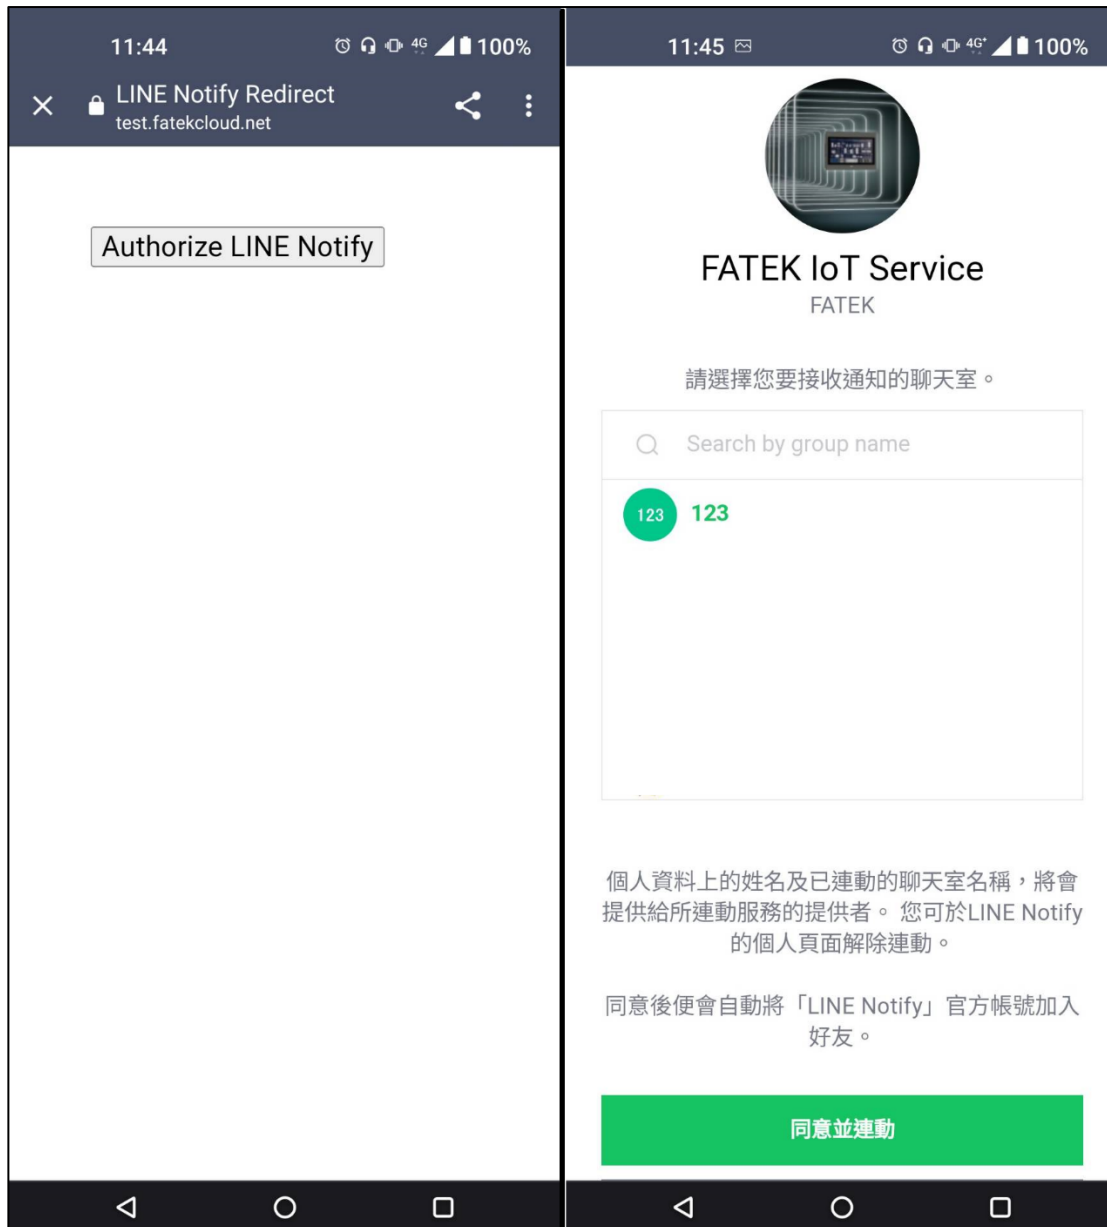 11:44
4G
100%
LINE Notify Redirect
test.fatekcloud.net
Authorize LINE Notify
11:45
4G+
100%
FATEK IoT Service
FATEK
請選擇您要接收通知的聊天室。
Search by group name
123
123
個人資料上的姓名及已連動的聊天室名稱，將會
提供給所連動服務的提供者。 您可於LINE Notify
的個人頁面解除連動。
同意後便會自動將「LINE Notify」官方帳號加入
好友。
同意並連動